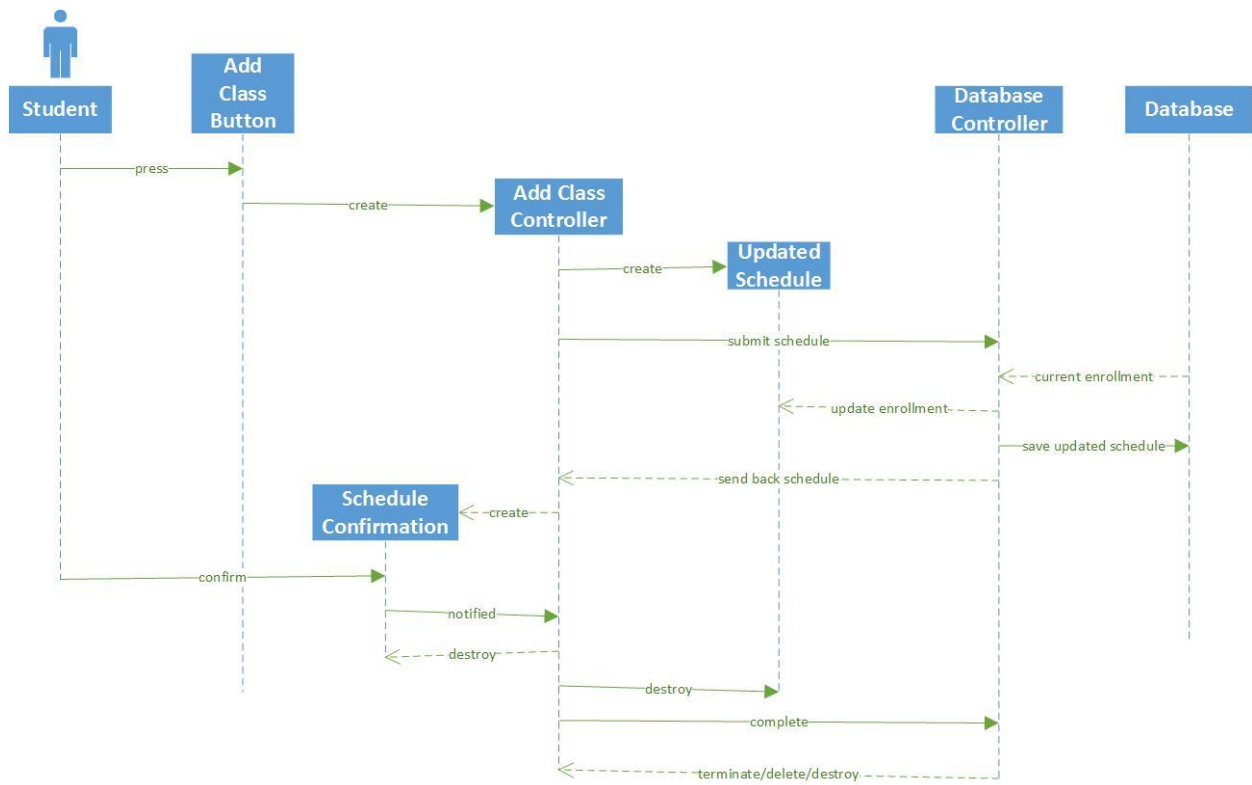 Student
Add
Class
Button
Database
Controller
Database
press
create
Add Class
Controller
create
Updated
Schedule
submit schedule
current enrollment
update enrollment
save updated schedule
send back schedule
Schedule
Confirmation
create
confirm
notified
destroy
destroy
complete
terminate/delete/destroy